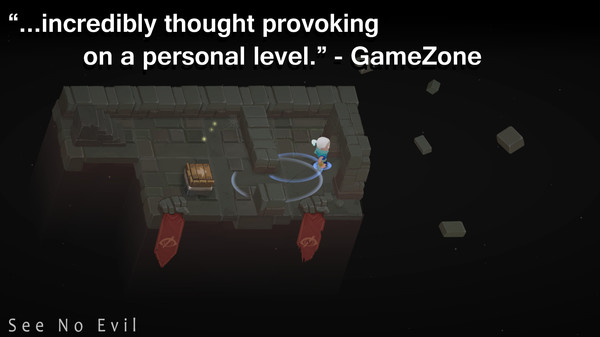 “...incredibly thought provoking
on a personal level.” - GameZone
See No Evil